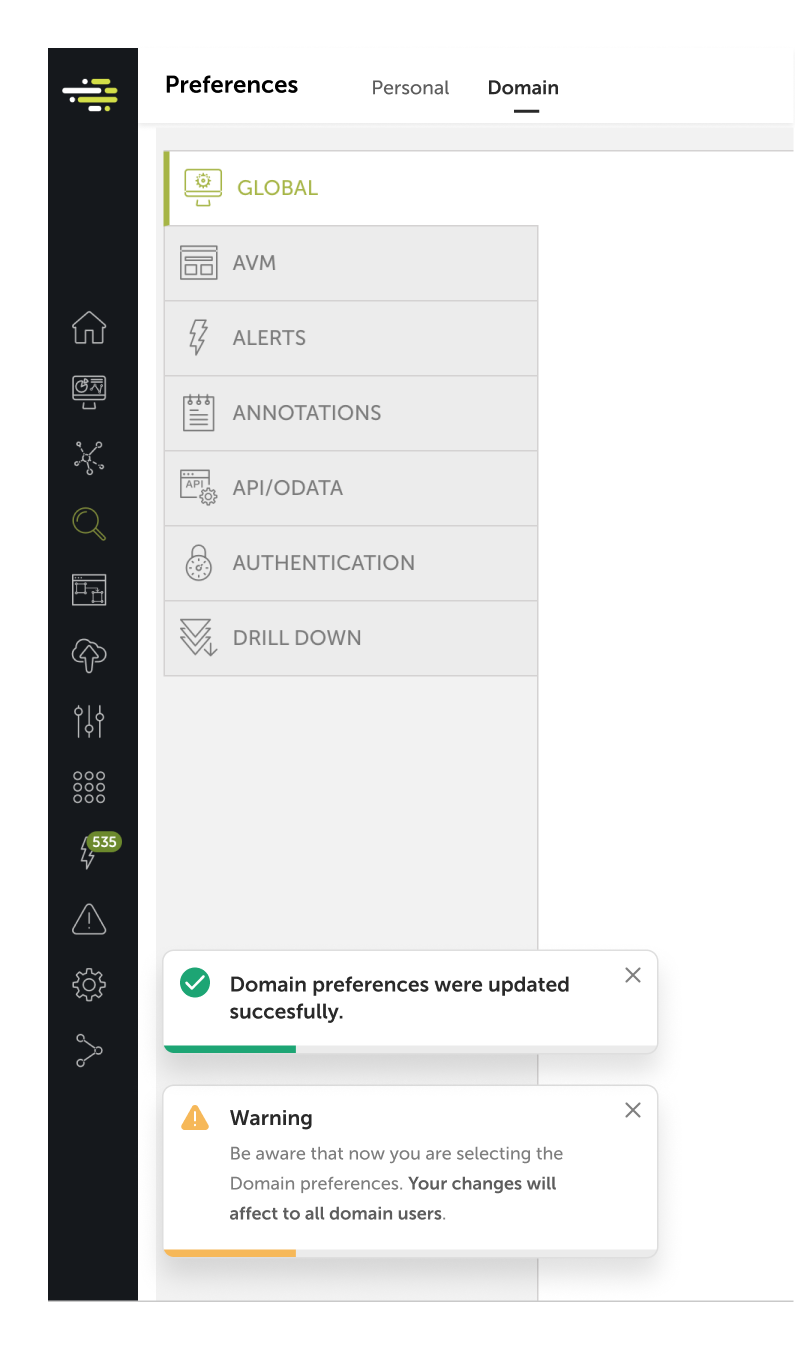 Preferences Personal Domain
GLOBAL
AVM
ALERTS
ANNOTATIONS
API
API/ODATA
AUTHENTICATION
DRILL DOWN
535
Domain preferences were updated
succesfully.
Warning
Be aware that now you are selecting the
Domain preferences. Your changes will
affect to all domain users.